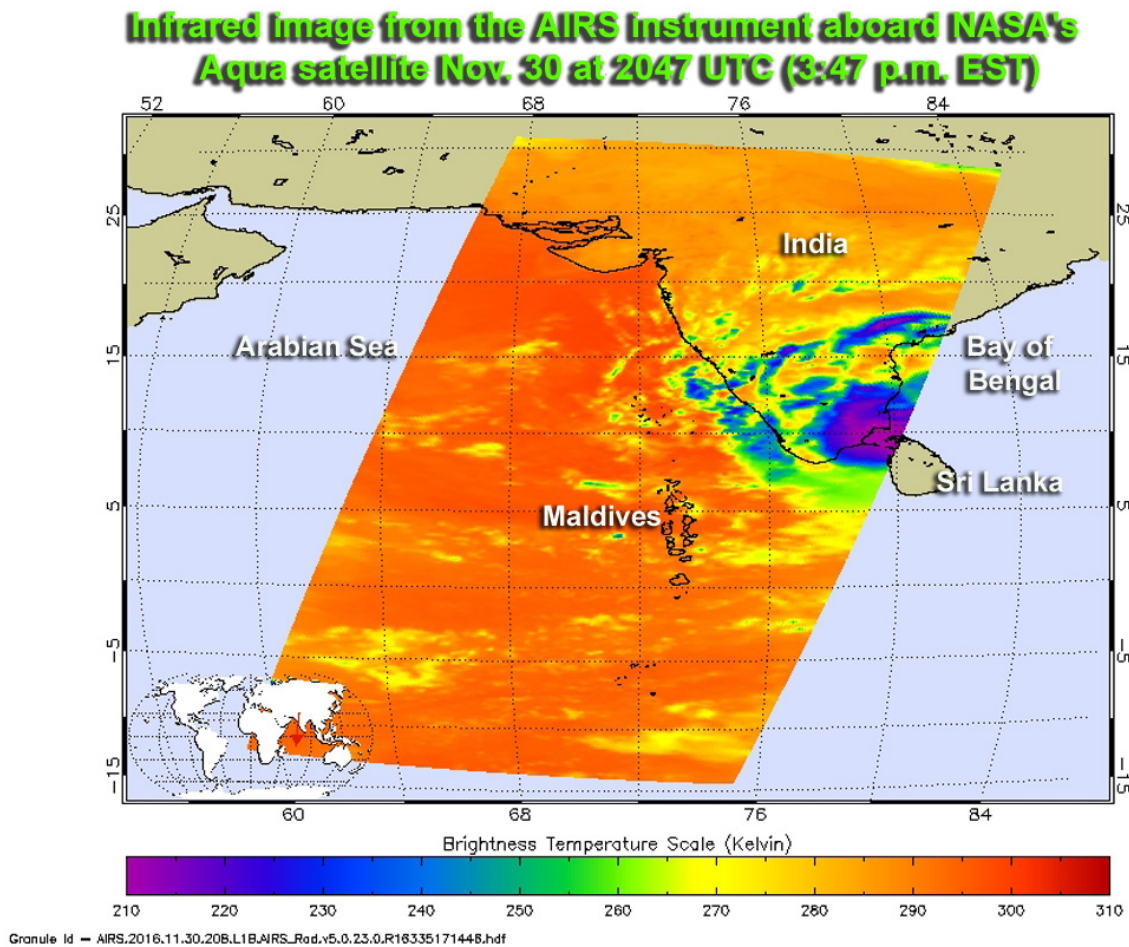 Infrared image from the AIRS instrument aboard NASA's
Aqua satellite Nov. 30 at 2047 UTC (3:47 p.m. EST)
52 60 68 76 84
25 25
India
Arabian Sea 15 Bay of 15
Bengal
Sri Lanka
5 Maldives 5
-5 -5
-15 -15
60 68 76 84
Brightness Temperature Scale (Kelvin)
210 220 230 240 250 260 270 280 290 300 310
Granule Id - AIRS.2016.11.30.208.L1B.AIRS_Rad.v5.0.23.0.R16335171448.hdf